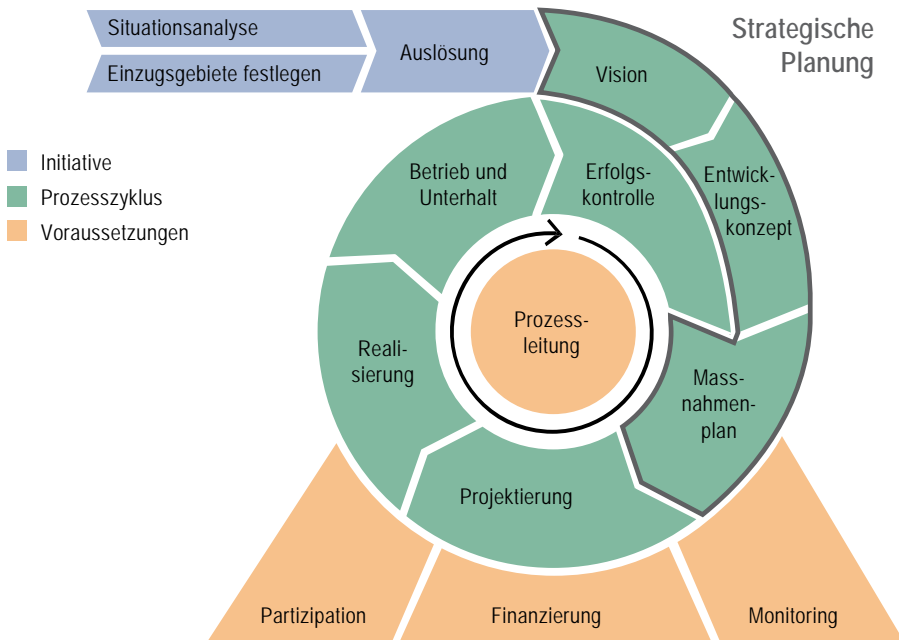 Situationsanalyse
Einzugsgebiete festlegen
Auslösung
Strategische
Planung
Vision
Initiative
Prozesszyklus
Voraussetzungen
Betrieb und
Unterhalt
Erfolgs-
kontrolle
Entwick-
lungs-
konzept
Prozess-
leitung
Reali-
sierung
Mass-
nahmen-
plan
Projektierung
Partizipation
Finanzierung
Monitoring